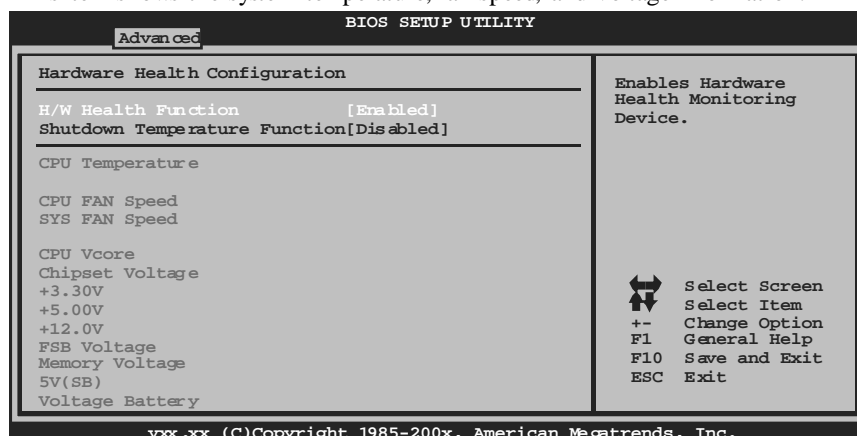 BIOS SETUP UTILITY
Advanced
Hardware Health Configuration
H/W Health Function [Enabled]
Shutdown Temperature Function[Disabled]
CPU Temperature
CPU FAN Speed
SYS FAN Speed
CPU Vcore
Chipset Voltage
+3.30V
+5.00V
+12.0V
FSB Voltage
Memory Voltage
5V(SB)
Voltage Battery
Enables Hardware
Health Monitoring
Device.
Select Screen
Select Item
+- Change Option
F1 General Help
F10 Save and Exit
ESC Exit
vxx.xx (C)Copyright 1985-200x, American Megatrends, Inc.